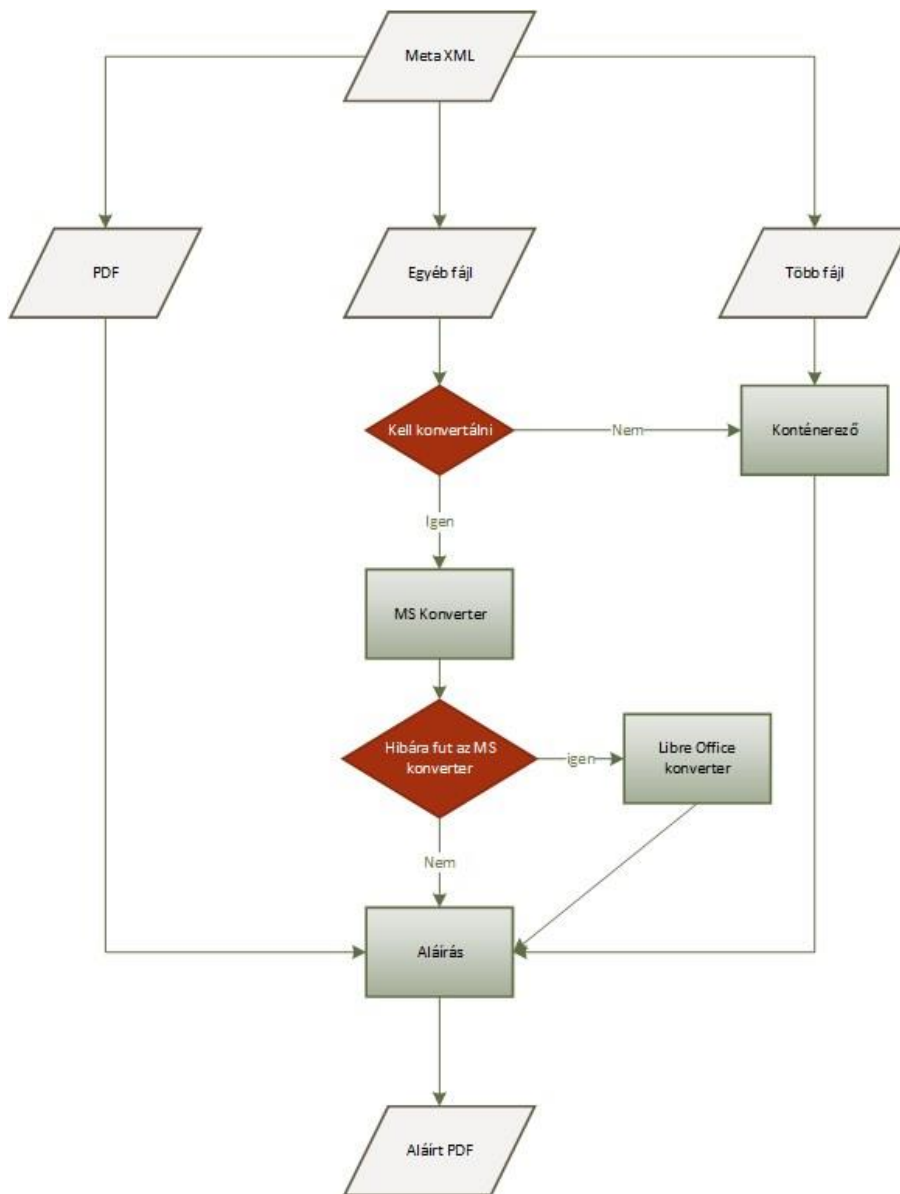 Meta XML
PDF
Egyéb fájl
Több fájl
Kell konvertálni
Nem
Konténerező
Igen
MS Konverter
Hibára fut az MS
konverter
igen
Libre Office
konverter
Nem
Aláírás
Aláírt PDF